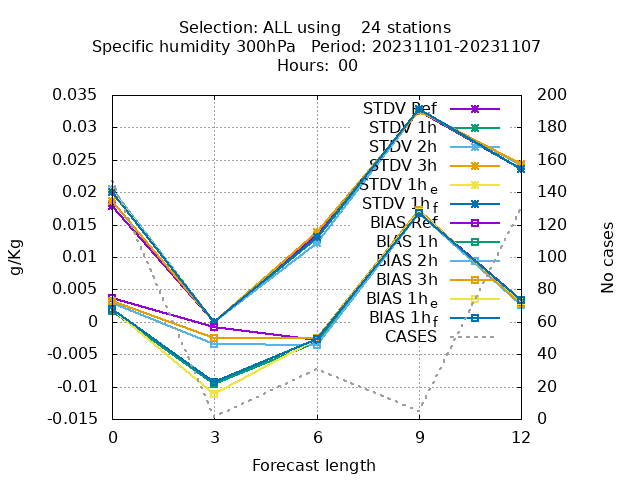 Selection: ALL using    24 stations
Specific humidity 300hPa   Period: 20231101-20231107
Hours:  00
0.035
0.03
0.025
0.02
0.015
0.01
0.005
0
-0.005
-0.01
-0.015
g/Kg
STDV Ref
STDV 1h
STDV 2h
STDV 3h
STDV 1h e
STDV 1h f
BIAS Ref
BIAS 1h
BIAS 2h
BIAS 3h
BIAS 1h e
BIAS 1h f
CASES
200
180
160
140
120
100
80
60
40
20
0
No cases
0 3 6 9 12
Forecast length